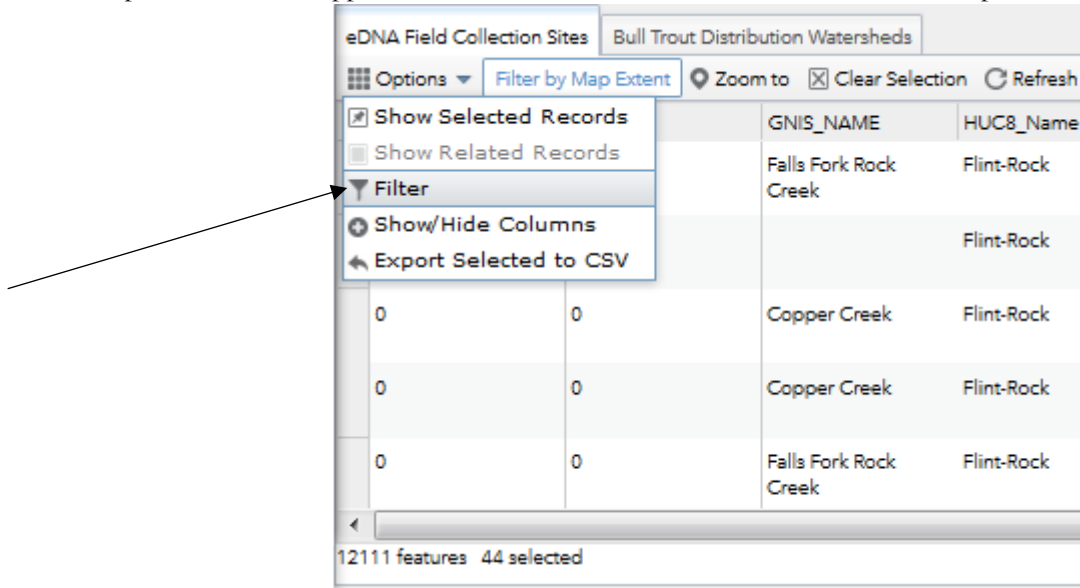 eDNA Field Collection Sites Bull Trout Distribution Watersheds
Options Filter by Map Extent Zoom to Clear Selection Refresh
Show Selected Records
GNIS_NAME HUC8_Name
Show Related Records
Falls Fork Rock Flint-Rock
Creek
Filter
Show/Hide Columns
Flint-Rock
Export Selected to CSV
0 0 Copper Creek Flint-Rock
0 0 Copper Creek Flint-Rock
0 0 Falls Fork Rock Flint-Rock
Creek
12111 features 44 selected